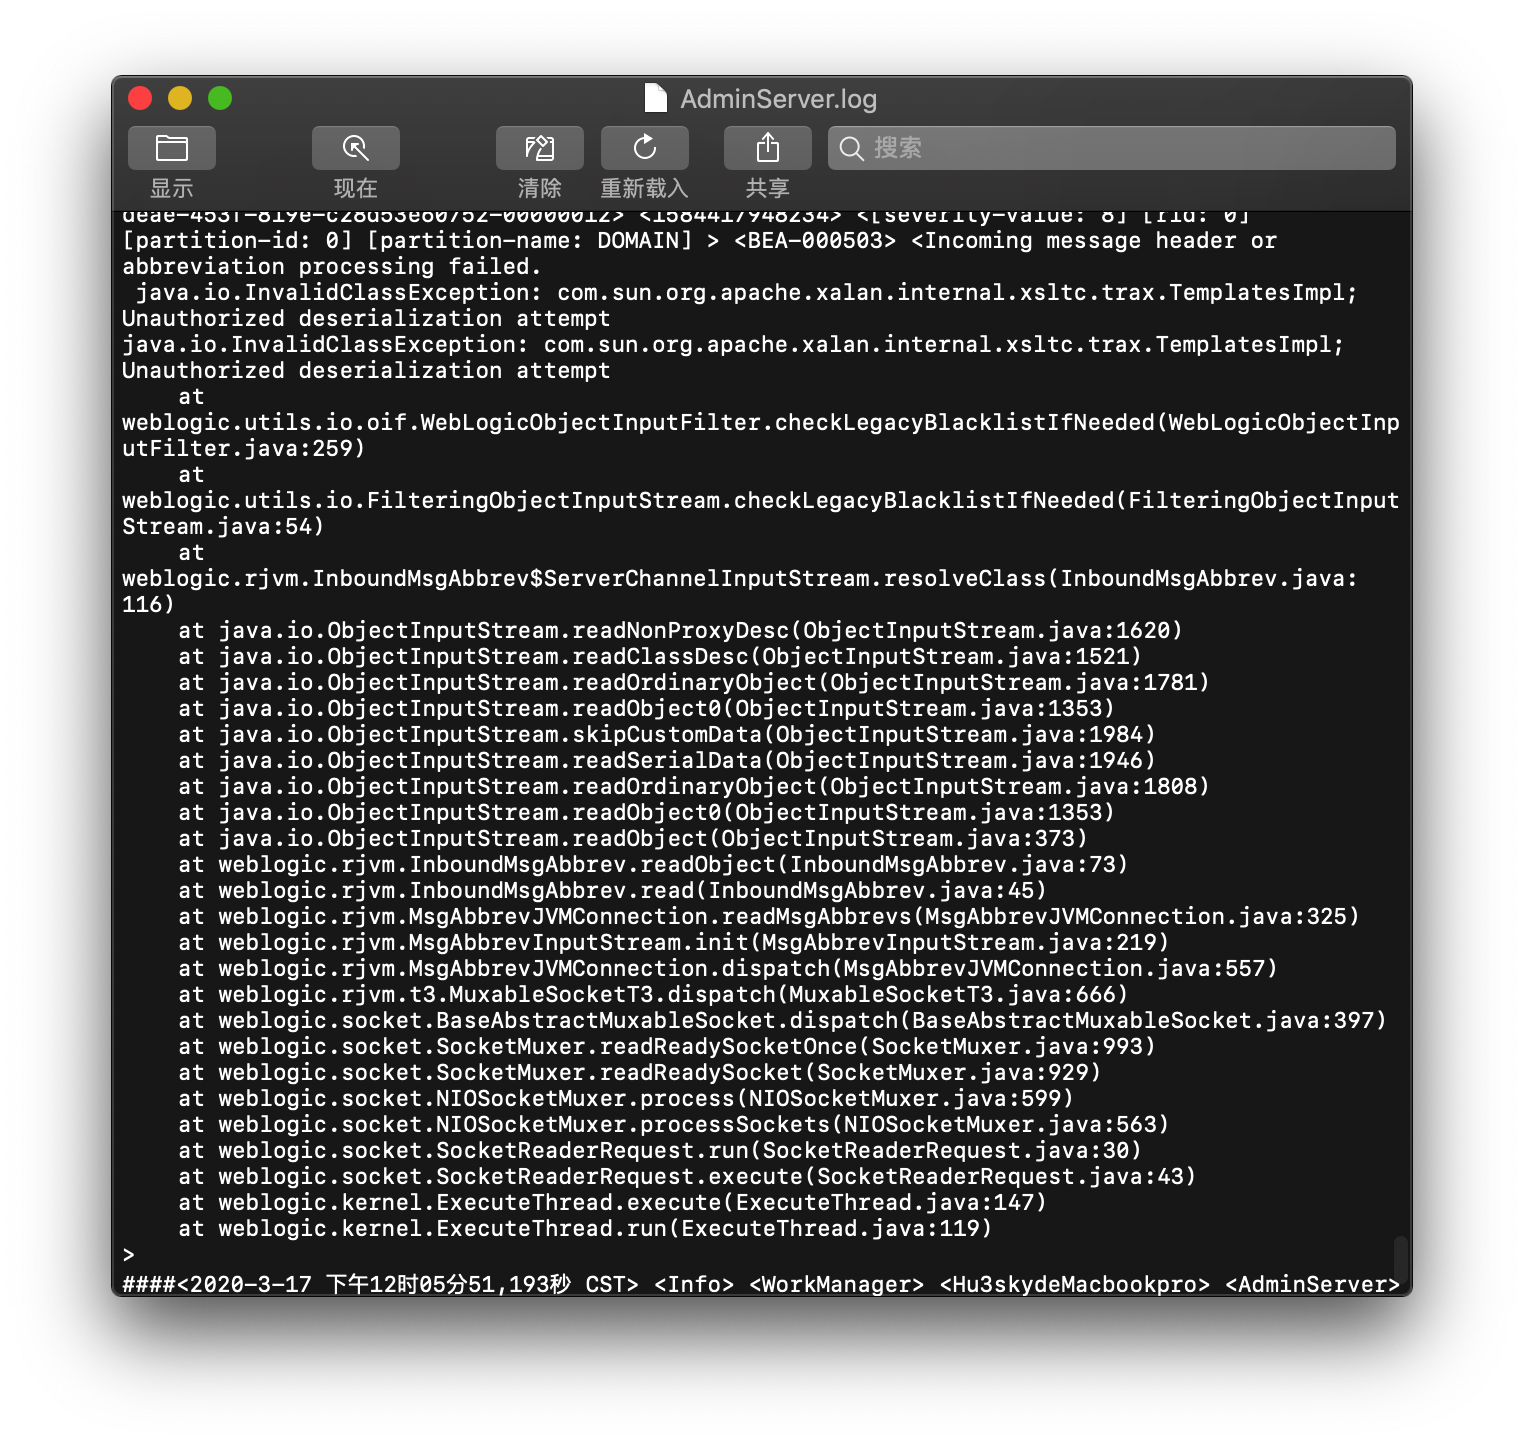 AdminServer.log
搜索
显示 现在 清除 重新载入 共享
deae-453f-819e-c28d53e60752-00000012> <1584417948234> <[severity-value: 8] [rid: 0]
[partition-id: 0] [partition-name: DOMAIN] > <BEA-000503> <Incoming message header or
abbreviation processing failed.
java.io.InvalidClassException: com.sun.org.apache.xalan.internal.xsltc.trax.TemplatesImpl;
Unauthorized deserialization attempt
java.io.InvalidClassException: com.sun.org.apache.xalan.internal.xsltc.trax.TemplatesImpl;
Unauthorized deserialization attempt
at
weblogic.utils.io.oif.WebLogicObjectInputFilter.checkLegacyBlacklistIfNeeded(WebLogicObjectInp
utFilter.java:259)
at
weblogic.utils.io.FilteringObjectInputStream.checkLegacyBlacklistIfNeeded(FilteringObjectInput
Stream.java:54)
at
weblogic.rjvm.InboundMsgAbbrev$ServerChannelInputStream.resolveClass(InboundMsgAbbrev.java:
116)
at java.io.ObjectInputStream.readNonProxyDesc(ObjectInputStream.java:1620)
at java.io.ObjectInputStream.readClassDesc(ObjectInputStream.java:1521)
at java.io.ObjectInputStream.readOrdinaryObject(ObjectInputStream.java:1781)
at java.io.ObjectInputStream.readObject0(ObjectInputStream.java:1353)
at java.io.ObjectInputStream.skipCustomData(ObjectInputStream.java:1984)
at java.io.ObjectInputStream.readSerialData(ObjectInputStream.java:1946)
at java.io.ObjectInputStream.readOrdinaryObject(ObjectInputStream.java:1808)
at java.io.ObjectInputStream.readObject0(ObjectInputStream.java:1353)
at java.io.ObjectInputStream.readObject(ObjectInputStream.java:373)
at weblogic.rjvm.InboundMsgAbbrev.readObject(InboundMsgAbbrev.java:73)
at weblogic.rjvm.InboundMsgAbbrev.read(InboundMsgAbbrev.java:45)
at weblogic.rjvm.MsgAbbrevJVMConnection.readMsgAbbrevs(MsgAbbrevJVMConnection.java:325)
at weblogic.rjvm.MsgAbbrevInputStream.init(MsgAbbrevInputStream.java:219)
at weblogic.rjvm.MsgAbbrevJVMConnection.dispatch(MsgAbbrevJVMConnection.java:557)
at weblogic.rjvm.t3.MuxableSocketT3.dispatch(MuxableSocketT3.java:666)
at weblogic.socket.BaseAbstractMuxableSocket.dispatch(BaseAbstractMuxableSocket.java:397)
at weblogic.socket.SocketMuxer.readReadySocketOnce(SocketMuxer.java:993)
at weblogic.socket.SocketMuxer.readReadySocket(SocketMuxer.java:929)
at weblogic.socket.NIOSocketMuxer.process(NIOSocketMuxer.java:599)
at weblogic.socket.NIOSocketMuxer.processSockets(NIOSocketMuxer.java:563)
at weblogic.socket.SocketReaderRequest.run(SocketReaderRequest.java:30)
at weblogic.socket.SocketReaderRequest.execute(SocketReaderRequest.java:43)
at weblogic.kernel.ExecuteThread.execute(ExecuteThread.java:147)
at weblogic.kernel.ExecuteThread.run(ExecuteThread.java:119)
>
####<2020-3-17 下午12时05分51,193秒 CST> <Info> <WorkManager> <Hu3skydeMacbookpro> <AdminServer>